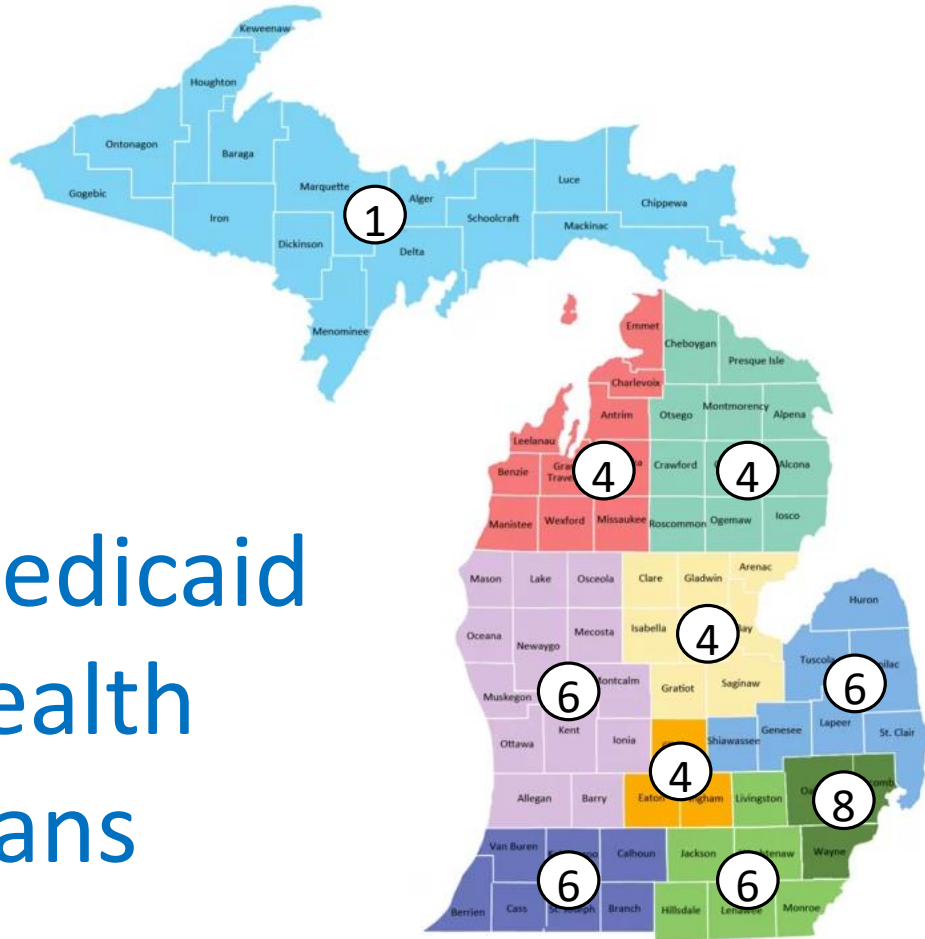 Keweenaw
Houghton
Ontonagon
Baraga
Gogebic
Marquette
Alger
Luce
Chippewa
Iron
1
Schoolcraft
Mackinac
Dickinson
Delta
Menominee
Emmet
Cheboygan
Presque Isle
Charlevoix
Antrim
Otsego
Montmorency
Alpena
Leelanau
Benzie
4
Crawford
4
Alcona
Manistee
Wexford
Missaukee
Roscommon
Ogemaw
Iosco
edicaid
ealth
ans
Mason
Lake
Osceola
Clare
Gladwin
Arenac
Huron
Oceana
Newaygo
Mecosta
Isabella
4
Tuscola
6
Muskegon
6
Gratiot
Saginaw
Ottawa
Kent
Ionia
Shiawassee
Genesee
Lapeer
St. Clair
4
Allegan
Barry
Eaton
Livingston
8
Van Buren
Calhoun
Jackson
Wayne
6
6
Berrien
Cass
Branch
Hillsdale
Lenawee
Monroe